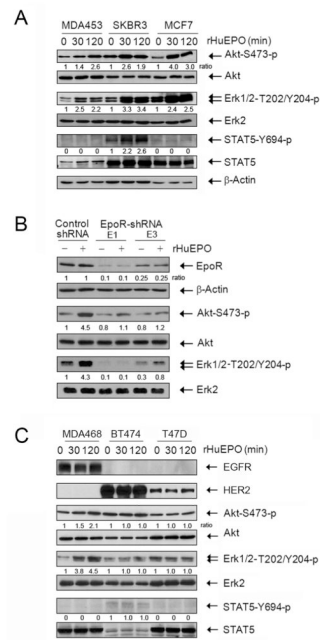 A
MDA453 SKBR3 MCF7
0 30 120 0 30 120 0 30 120 rHuEPO (min)
Akt-S473-p
1 1.4 2.6 1 2.6 1.9 1 4.0 3.0 ratio
Akt
Erk1/2-T202/Y204-p
1 2.5 2.2 1 3.3 3.4 1 2.4 2.5
Erk2
STAT5-Y694-p
0 0 0 1 2.2 2.6 0 0 0
STAT5
β-Actin
B
Control shRNA EpoR-shRNA
E1 E3
− + − + − + rHuEPO
EpoR
1 1 0.1 0.1 0.25 0.25 ratio
β-Actin
Akt-S473-p
1 4.5 0.8 1.1 0.8 1.2
Akt
Erk1/2-T202/Y204-p
1 4.3 0.1 0.1 0.3 0.8
Erk2
C
MDA468 BT474 T47D
0 30 120 0 30 120 0 30 120 rHuEPO (min)
EGFR
HER2
Akt-S473-p
1 1.5 2.1 1 1.0 1.0 1 1.0 1.0 ratio
Akt
Erk1/2-T202/Y204-p
1 3.8 4.5 1 1.0 1.0 1 1.0 1.0
Erk2
STAT5-Y694-p
0 0 0 1 1.0 1.0 0 0 0
STAT5